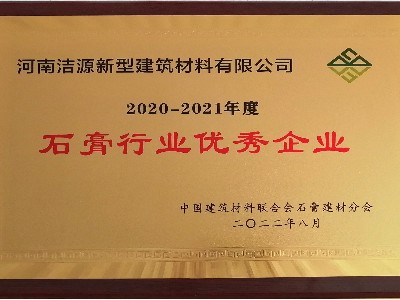 河南洁源新型建筑材料有限公司
2020-2021年度
石膏行业优秀企业
中国建筑材料联合会石膏建材分会
二〇二二年八月